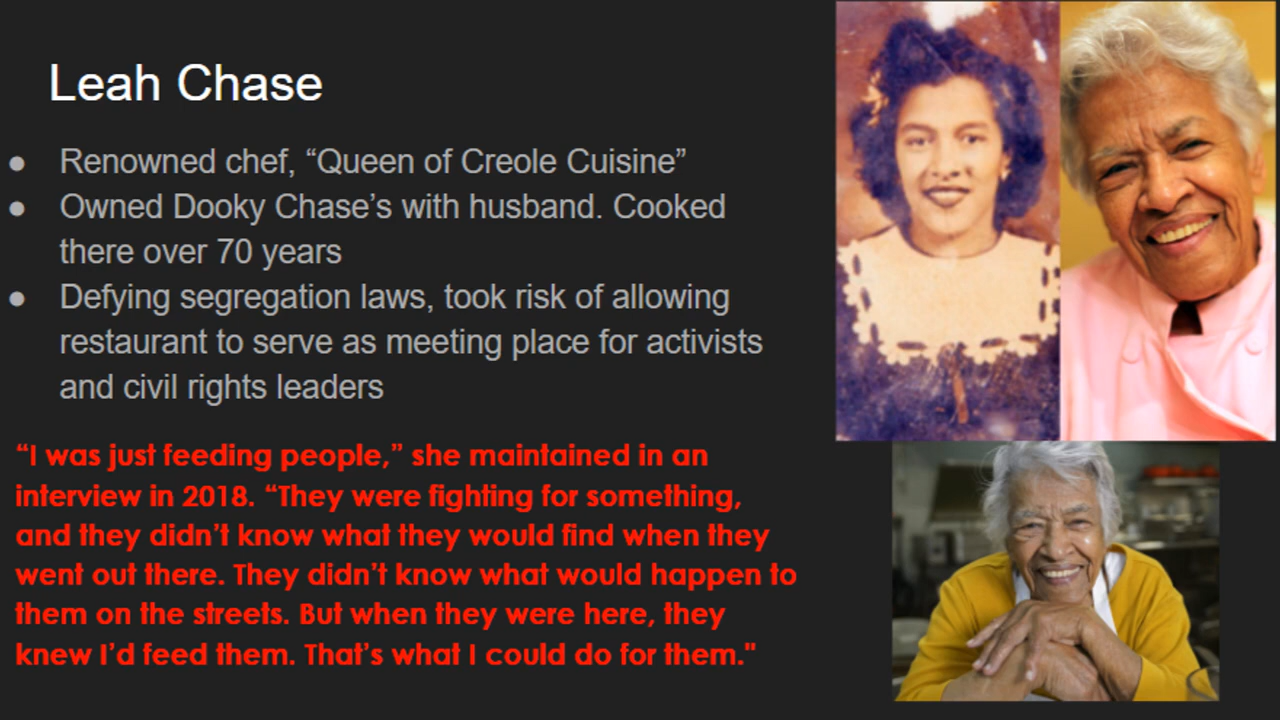 Leah Chase
● Renowned chef, “Queen of Creole Cuisine”
● Owned Dooky Chase’s with husband. Cooked
there over 70 years
● Defying segregation laws, took risk of allowing
restaurant to serve as meeting place for activists
and civil rights leaders
“I was just feeding people,” she maintained in an
interview in 2018. “They were fighting for something,
and they didn’t know what they would find when they
went out there. They didn’t know what would happen to
them on the streets. But when they were here, they
knew I’d feed them. That’s what I could do for them."